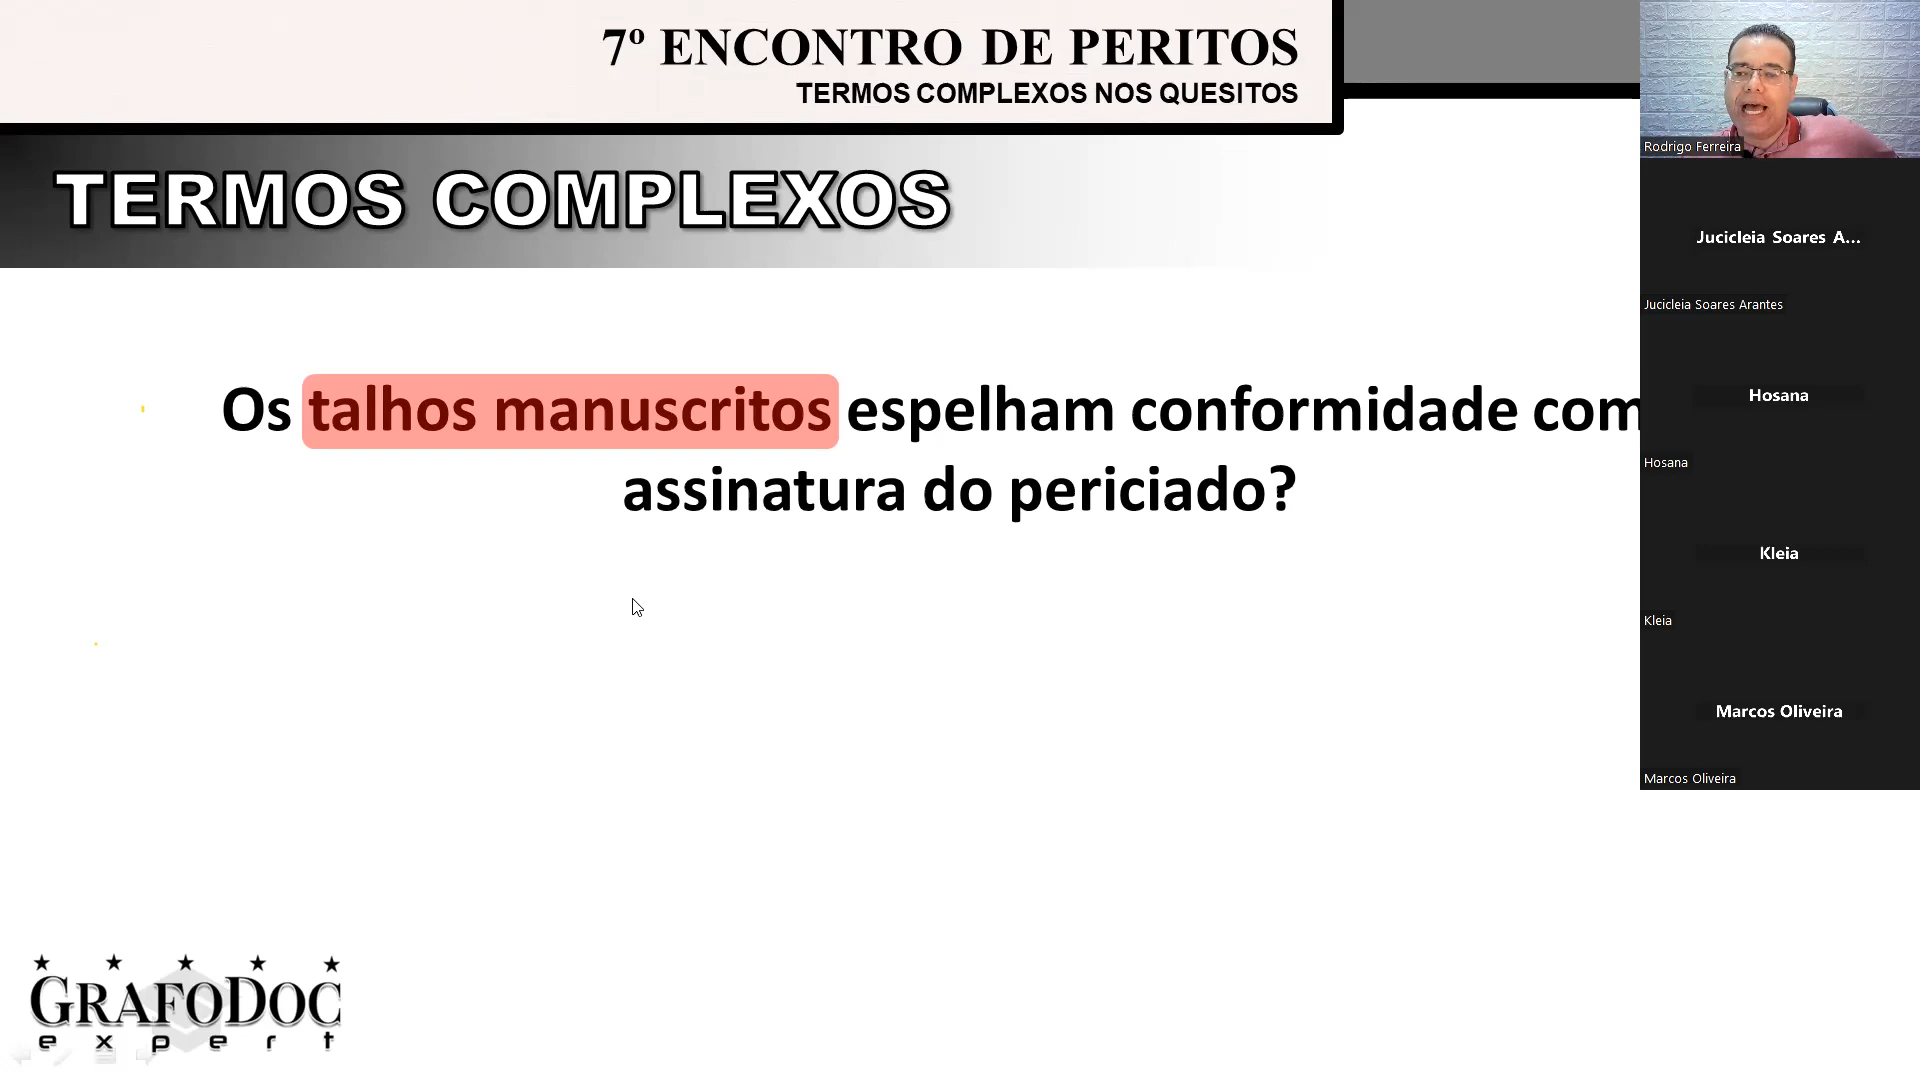 7º ENCONTRO DE PERITOS
TERMOS COMPLEXOS NOS QUESITOS
TERMOS COMPLEXOS
Os talhos manuscritos espelham conformidade com
assinatura do periciado?
GRAFODOC
expert
Rodrigo Ferreira
Jucicleia Soares A...
Jucicleia Soares Arantes
Hosana
Hosana
Kleia
Kleia
Marcos Oliveira
Marcos Oliveira